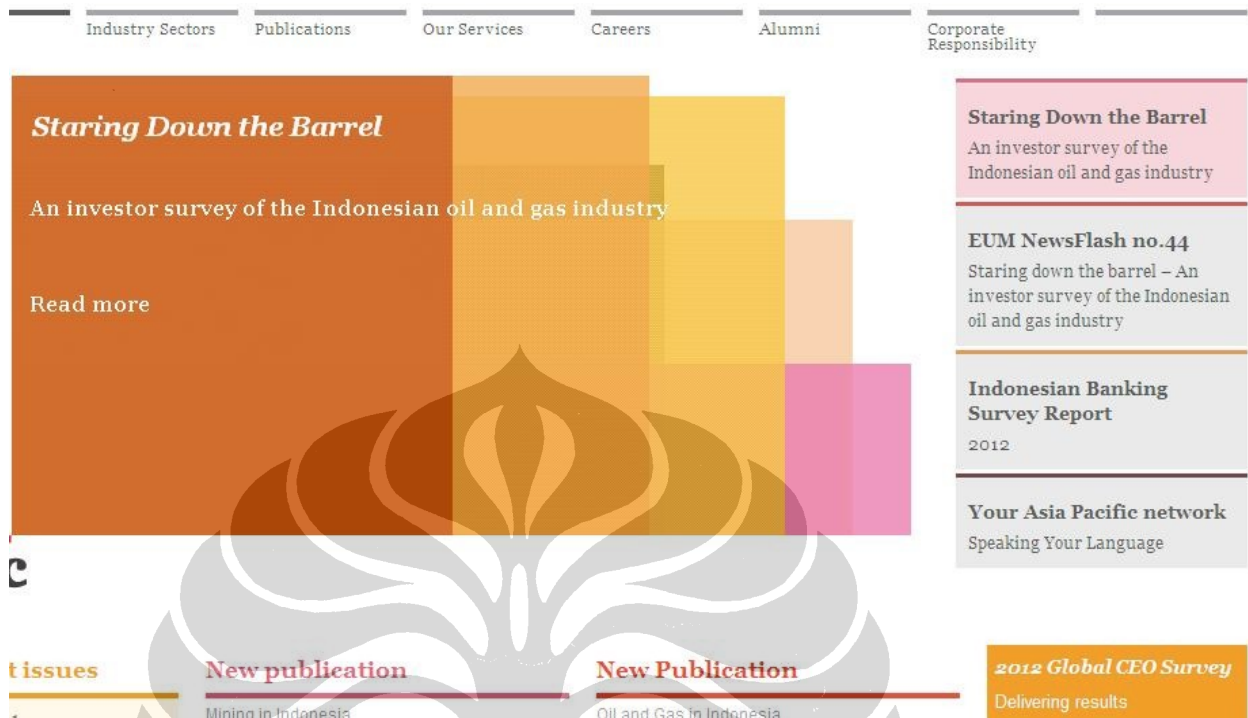 Industry Sectors
Publications
Our Services
Careers
Alumni
Corporate
Responsibility
Staring Down the Barrel
An investor survey of the Indonesian oil and gas industry
Read more
Staring Down the Barrel
An investor survey of the
Indonesian oil and gas industry
EUM NewsFlash no.44
Staring down the barrel – An
investor survey of the Indonesian
oil and gas industry
Indonesian Banking
Survey Report
2012
Your Asia Pacific network
Speaking Your Language
c
t issues
New publication
Mining in Indonesia
New Publication
Oil and Gas in Indonesia
2012 Global CEO Survey
Delivering results